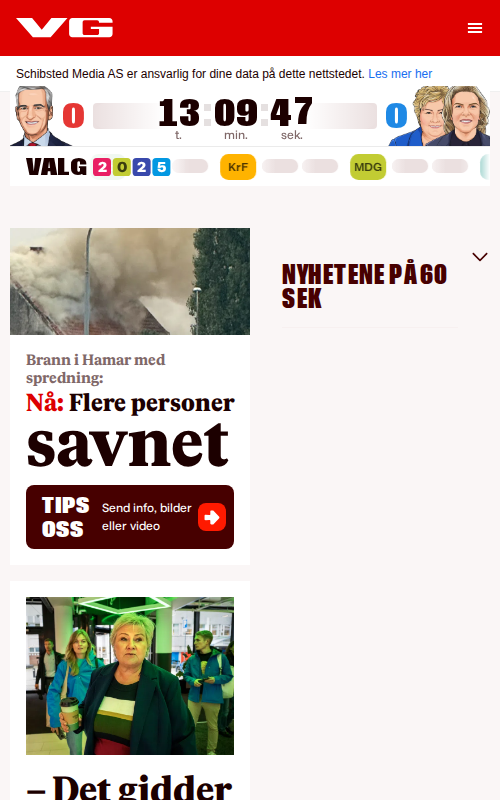 VG
Schibsted Media AS er ansvarlig for dine data på dette nettstedet. Les mer her
0 13:09:47 0
t. min. sek.
VALG 2025 KrF MDG
NYHETENE PÅ 60
SEK
Brann i Hamar med
spredning:
Nå: Flere personer
savnet
TIPS
OSS
Send info, bilder
eller video
– Det gidder